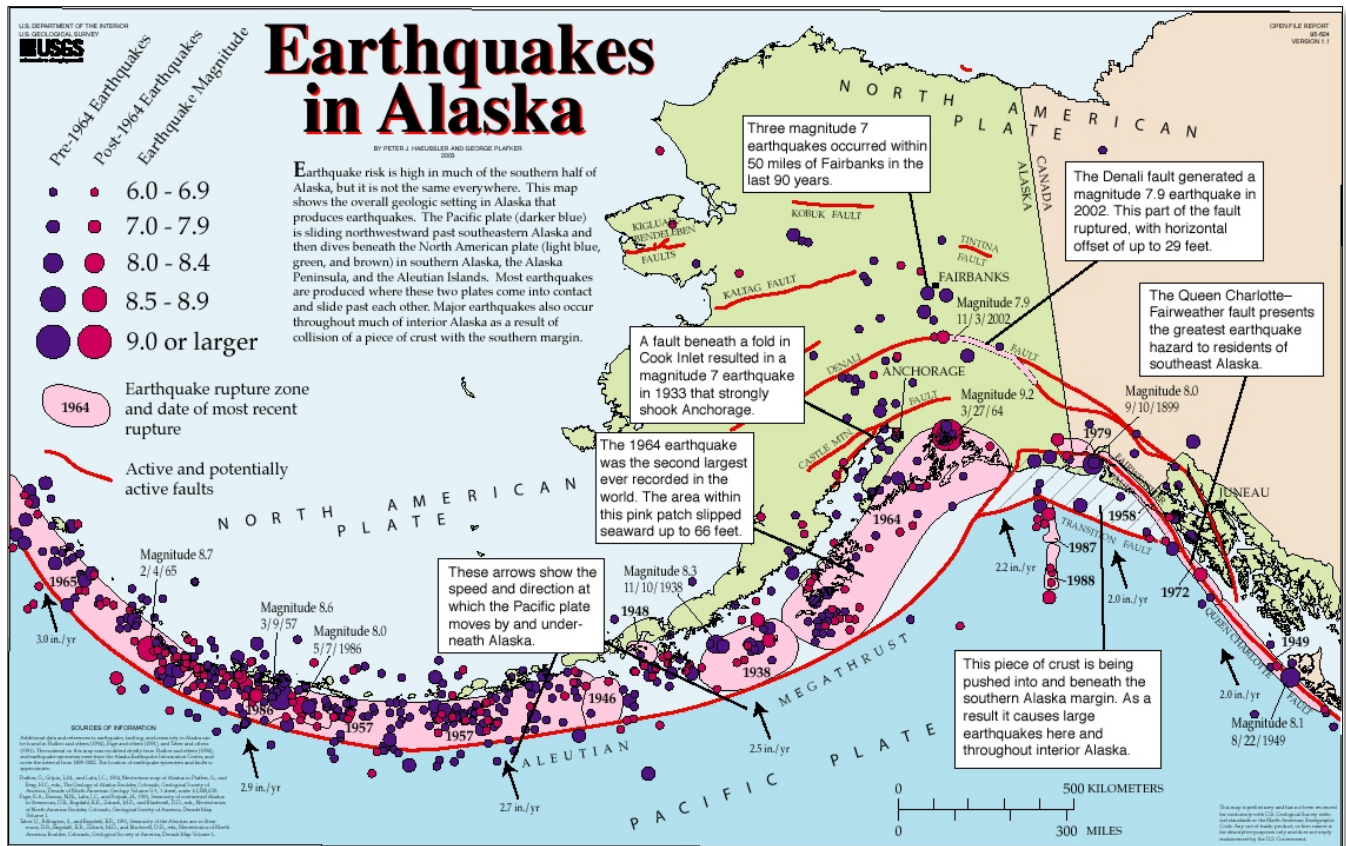 U.S. DEPARTMENT OF THE INTERIOR
U.S. GEOLOGICAL SURVEY
USGS
OPEN FILE REPORT
95-624
VERSION 1.1
Earthquakes
in Alaska
BY PETER J. HAEUSSLER AND GEORGE PLAFKER
Earthquake risk is high in much of the southern half of
Alaska, but it is not the same everywhere. This map
shows the overall geologic setting in Alaska that
produces earthquakes. The Pacific plate (darker blue)
is sliding northwestward past southeastern Alaska and
then dives beneath the North American plate (light blue,
green, and brown) in southern Alaska, the Alaska
Peninsula, and the Aleutian Islands. Most earthquakes
are produced where these two plates come into contact
and slide past each other. Major earthquakes also occur
throughout much of interior Alaska as a result of
collision of a piece of crust with the southern margin.
Pre-1964 Earthquakes
Post-1964 Earthquakes
Earthquake Magnitude
6.0 - 6.9
7.0 - 7.9
8.0 - 8.4
8.5 - 8.9
9.0 or larger
1964
Earthquake rupture zone
and date of most recent
rupture
Active and potentially
active faults
NORTH AMERICAN
PLATE
ALASKA
CANADA
Three magnitude 7
earthquakes occurred within
50 miles of Fairbanks in the
last 90 years.
The Denali fault generated a
magnitude 7.9 earthquake in
2002. This part of the fault
ruptured, with horizontal
offset of up to 29 feet.
The Queen Charlotte–
Fairweather fault presents
the greatest earthquake
hazard to residents of
southeast Alaska.
KOBUK FAULT
KIGLUAIK
BENDELEBEN
FAULTS
TINTINA
FAULT
KALTAG FAULT
FAIRBANKS
Magnitude 7.9
11/3/2002
A fault beneath a fold in
Cook Inlet resulted in a
magnitude 7 earthquake
in 1933 that strongly
shook Anchorage.
DENALI
FAULT
ANCHORAGE
CASTLE MTN.
FAULT
Magnitude 9.2
3/27/64
Magnitude 8.0
9/10/1899
1979
The 1964 earthquake
was the second largest
ever recorded in the
world. The area within
this pink patch slipped
seaward up to 66 feet.
1964
JUNEAU
1958
TRANSITION FAULT
1987
1988
1972
2.2 in./yr
2.0 in./yr
NORTH AMERICAN
PLATE
Magnitude 8.7
2/4/65
1965
3.0 in./yr
Magnitude 8.6
3/9/57
Magnitude 8.0
5/7/1986
These arrows show the
speed and direction at
which the Pacific plate
moves by and under-
neath Alaska.
Magnitude 8.3
11/10/1938
1948
1938
1946
1986
1957
1957
ALEUTIAN
MEGATHRUST
PACIFIC PLATE
2.9 in./yr
2.7 in./yr
2.5 in./yr
This piece of crust is being
pushed into and beneath the
southern Alaska margin. As a
result it causes large
earthquakes here and
throughout interior Alaska.
QUEEN CHARLOTTE
FAULT
1949
2.0 in./yr
Magnitude 8.1
8/22/1949
0 500 KILOMETERS
0 300 MILES
SOURCES OF INFORMATION